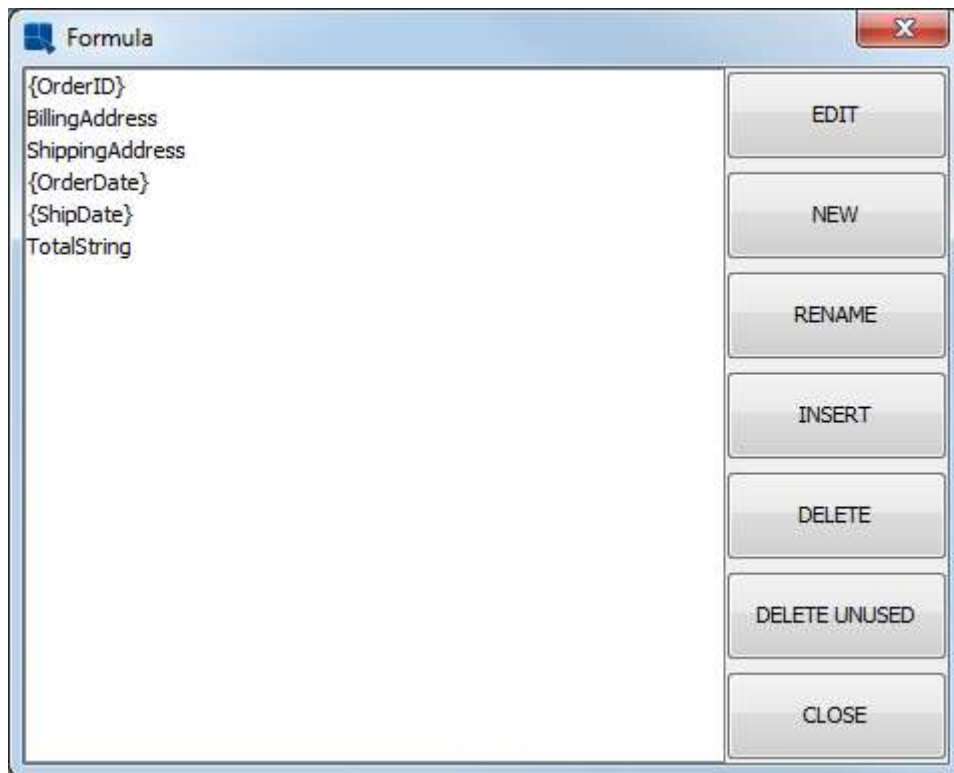 Formula
{OrderID}
BillingAddress
ShippingAddress
{OrderDate}
{ShipDate}
TotalString
EDIT
NEW
RENAME
INSERT
DELETE
DELETE UNUSED
CLOSE